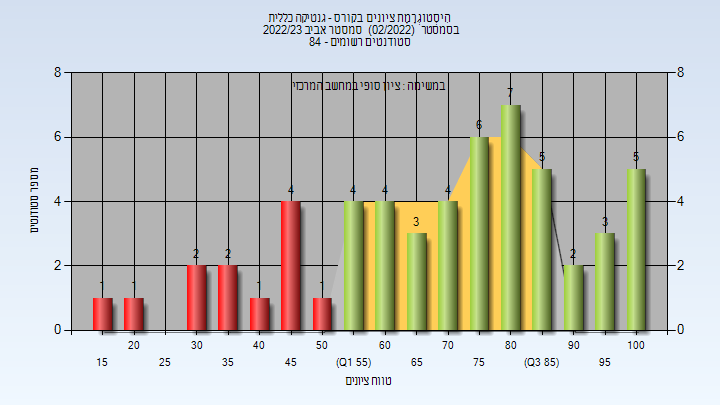 היסטוגרמת ציונים בקורס - גנטיקה כללית
בסמסטר (02/2022) סמסטר אביב 2022/23
סטודנטים רשומים - 84
במשימה : ציון סופי במחשב המרכזי
מספר סטודנטים
8 8
6 6
4 4
2 2
0 0
1 1 2 2 1 4 1 4 4 3 4 6 7 5 2 3 5
20 30 40 50 60 70 80 90 100
15 25 35 45 (Q1 55) 65 75 (Q3 85) 95
טווח ציונים